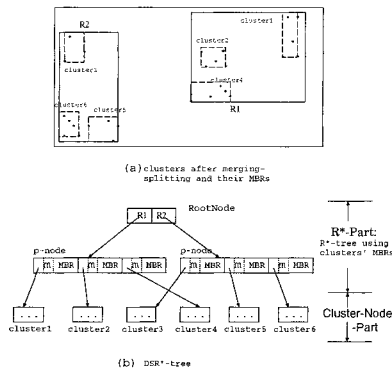 R2
cluster1
cluster2
cluster3
cluster4
cluster6
cluster5
R1
(a) clusters after merging-
splitting and their MBRs
RootNode
R1 R2
p-node
p-node
m MBR m MBR m MBR
m MBR m MBR m MBR
R*-Part:
R*-tree using
clusters' MBRs
... ... ... ... ... ...
cluster1 cluster2 cluster3 cluster4 cluster5 cluster6
Cluster-Node
-Part
(b) DSR*-tree